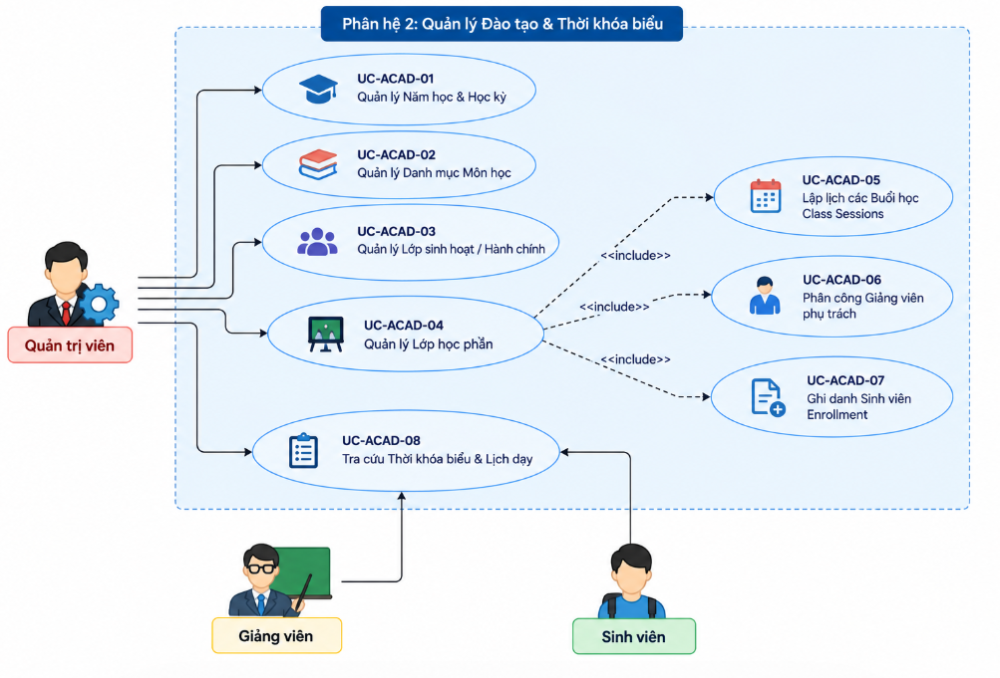 Phân hệ 2: Quản lý Đào tạo & Thời khóa biểu
UC-ACAD-01
Quản lý Năm học & Học kỳ
UC-ACAD-02
Quản lý Danh mục Môn học
UC-ACAD-03
Quản lý Lớp sinh hoạt / Hành chính
UC-ACAD-04
Quản lý Lớp học phần
<<include>>
<<include>>
<<include>>
UC-ACAD-05
Lập lịch các Buổi học
Class Sessions
UC-ACAD-06
Phân công Giảng viên
phụ trách
UC-ACAD-07
Ghi danh Sinh viên
Enrollment
UC-ACAD-08
Tra cứu Thời khóa biểu & Lịch dạy
Quản trị viên
Giảng viên
Sinh viên